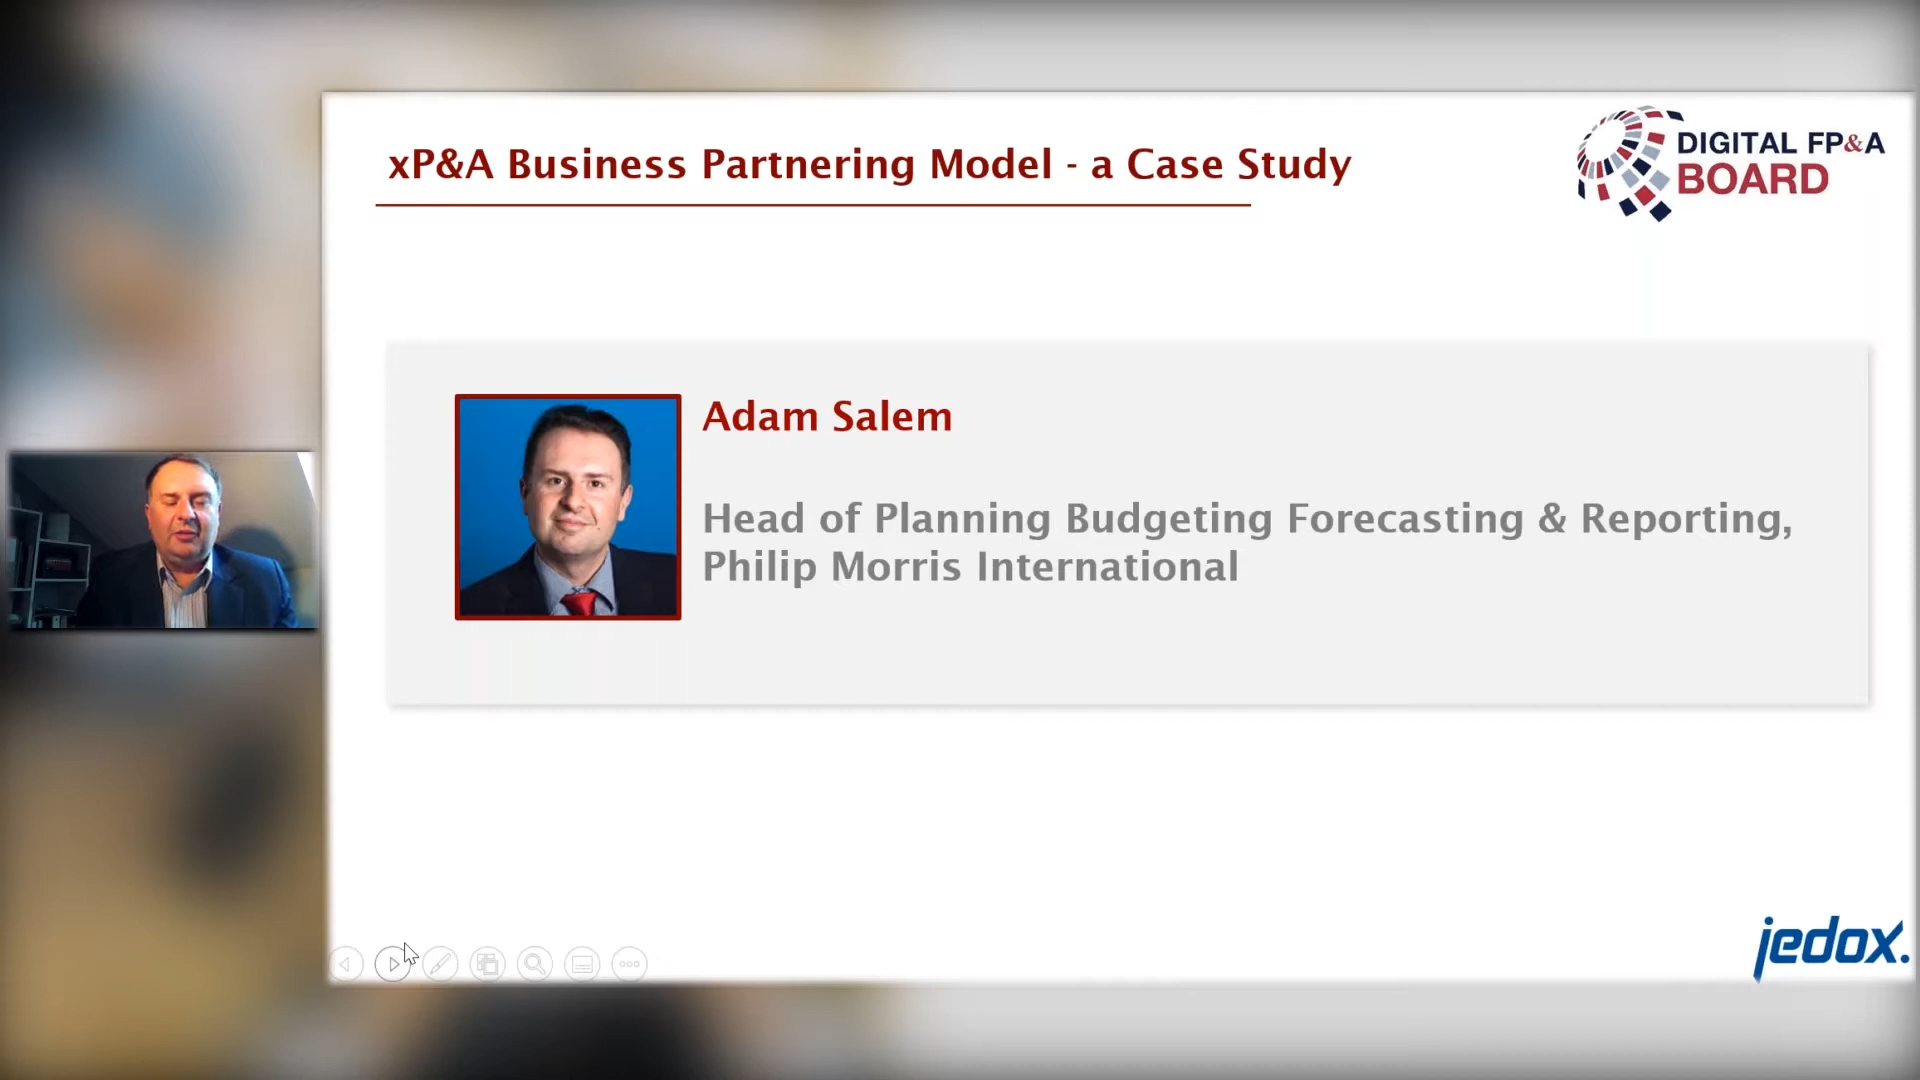 xP&A Business Partnering Model - a Case Study
DIGITAL FP&A
BOARD
Adam Salem
Head of Planning Budgeting Forecasting & Reporting,
Philip Morris International
jedox.